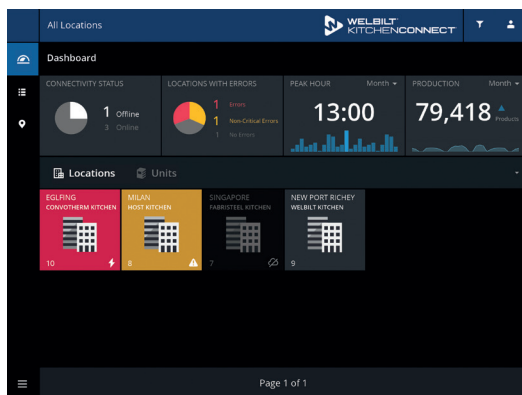 All Locations
WELBILT
KITCHENCONNECT
Dashboard
CONNECTIVITY STATUS
1 Offline
3 Online
LOCATIONS WITH ERRORS
1 Errors
1 Non-Critical Errors
1 No Errors
PEAK HOUR
Month
13:00
PRODUCTION
Month
79,418 Products
Locations
Units
EGLFING
CONVOTHERM KITCHEN
10
MILAN
HOST KITCHEN
8
SINGAPORE
FABRISTEEL KITCHEN
7
NEW PORT RICHEY
WELBILT KITCHEN
9
Page 1 of 1